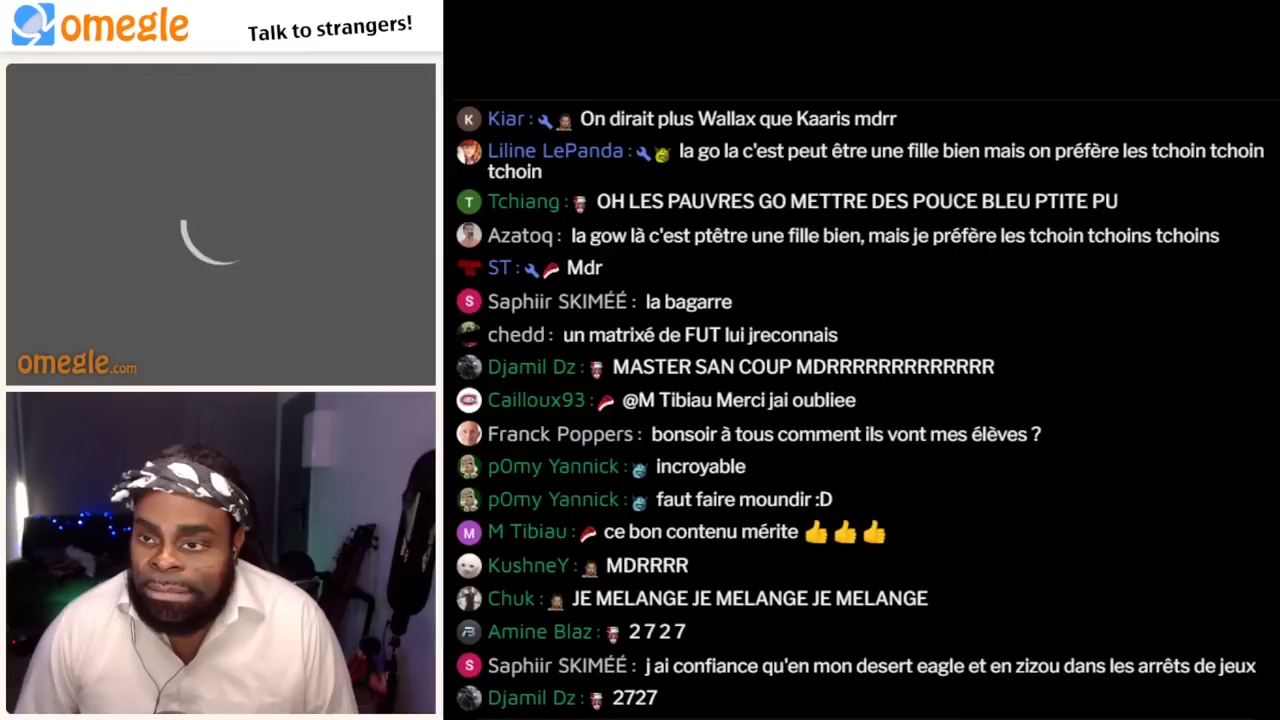 omegle
Talk to strangers!
omegle.com
Kiar : On dirait plus Wallax que Kaaris mdrr
Liline LePanda : la go la c'est peut être une fille bien mais on préfère les tchoin tchoin
tchoin
Tchiang : OH LES PAUVRES GO METTRE DES POUCE BLEU PTITE PU
Azatoq : la gow là c'est ptêtre une fille bien, mais je préfère les tchoin tchoins tchoins
ST : Mdr
Saphiir SKIMÉÉ : la bagarre
chedd : un matrixé de FUT lui jreconnais
Djamil Dz : MASTER SAN COUP MDRRRRRRRRRRRRR
Cailloux93 : @M Tibiau Merci jai oubliee
Franck Poppers : bonsoir à tous comment ils vont mes élèves ?
p0my Yannick : incroyable
p0my Yannick : faut faire moundir :D
M Tibiau : ce bon contenu mérite 👍👍👍
KushneY : MDRRRR
Chuk : JE MELANGE JE MELANGE JE MELANGE
Amine Blaz : 2 7 2 7
Saphiir SKIMÉÉ : j ai confiance qu'en mon desert eagle et en zizou dans les arrêts de jeux
Djamil Dz : 2727